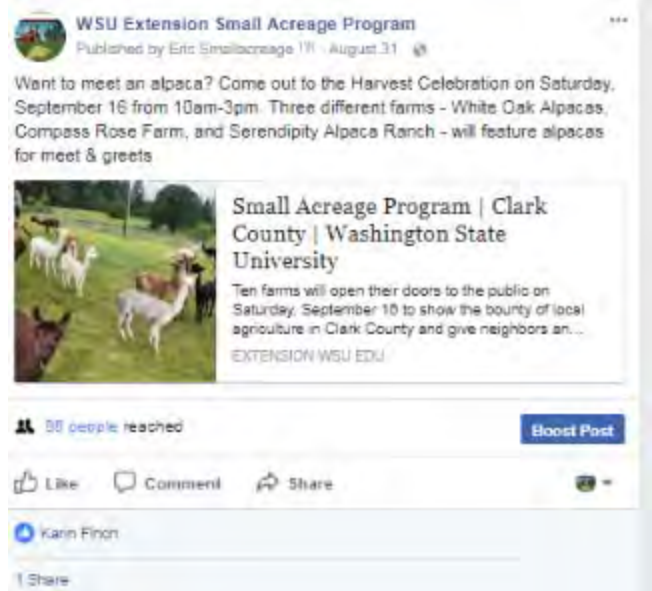 WSU Extension Small Acreage Program
Published by Eric Smallacreage · August 31 ·
Want to meet an alpaca? Come out to the Harvest Celebration on Saturday,
September 16 from 10am-3pm. Three different farms - White Oak Alpacas,
Compass Rose Farm, and Serendipity Alpaca Ranch - will feature alpacas
for meet & greets
Small Acreage Program | Clark
County | Washington State
University
Ten farms will open their doors to the public on
Saturday, September 16 to show the bounty of local
agriculture in Clark County and give neighbors an...
EXTENSION.WSU.EDU
people reached
Boost Post
Like Comment Share
Karin
1 Share